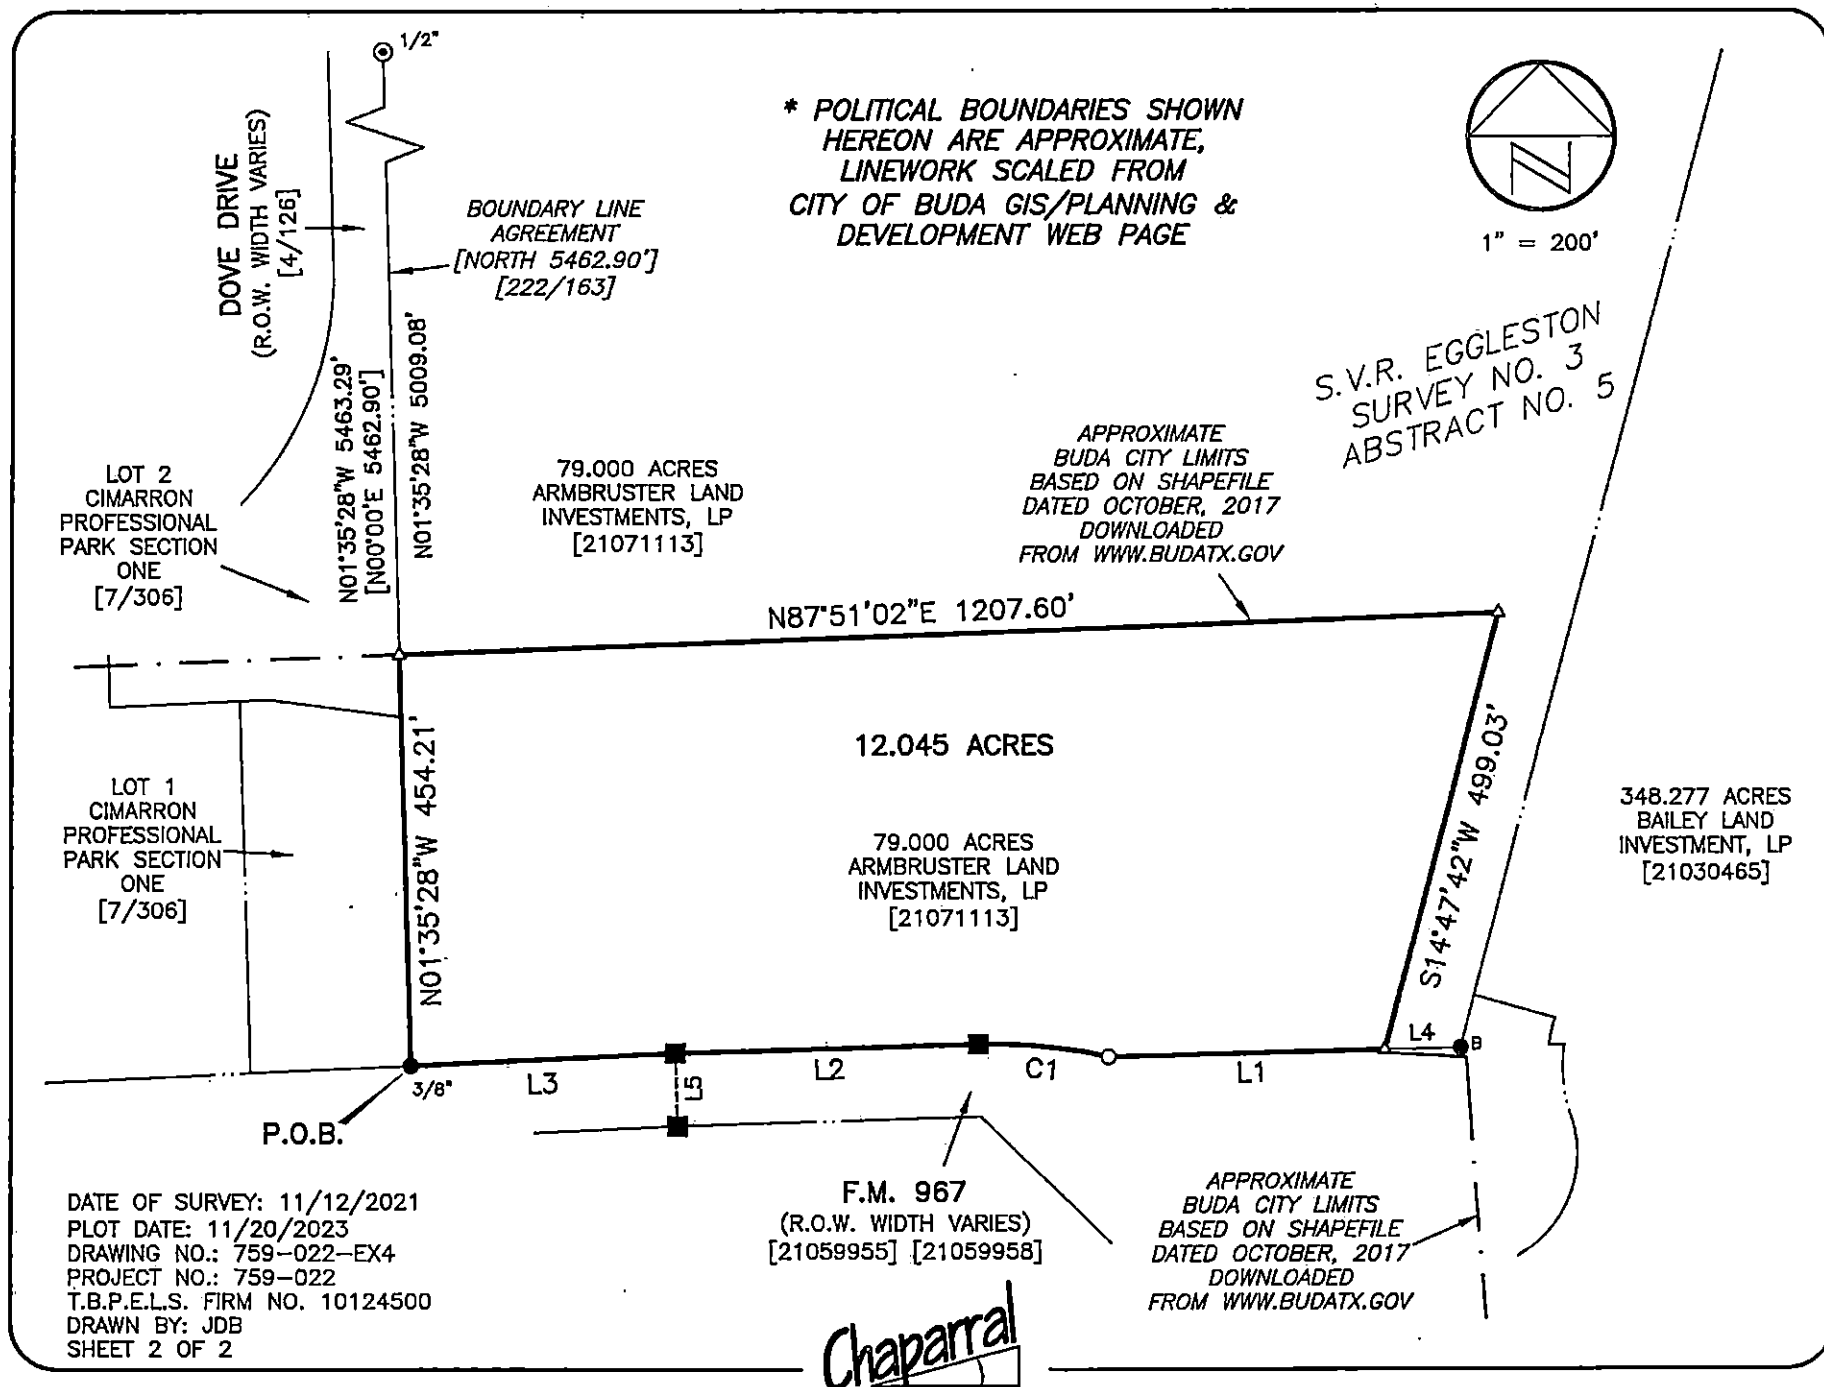 1/2"
DOVE DRIVE
(R.O.W. WIDTH VARIES)
[4/126]
BOUNDARY LINE
AGREEMENT
[NORTH 5462.90']
[222/163]
* POLITICAL BOUNDARIES SHOWN
HEREON ARE APPROXIMATE,
LINEWORK SCALED FROM
CITY OF BUDA GIS/PLANNING &
DEVELOPMENT WEB PAGE
N
1" = 200'
S.V.R. EGGLESTON
SURVEY NO. 3
ABSTRACT NO. 5
N01°35'28"W 5463.29'
[N00°00'E 5462.90']
N01°35'28"W 5009.08'
LOT 2
CIMARRON
PROFESSIONAL
PARK SECTION
ONE
[7/306]
79.000 ACRES
ARMBRUSTER LAND
INVESTMENTS, LP
[21071113]
APPROXIMATE
BUDA CITY LIMITS
BASED ON SHAPEFILE
DATED OCTOBER, 2017
DOWNLOADED
FROM WWW.BUDATX.GOV
N87°51'02"E 1207.60'
12.045 ACRES
N01°35'28"W 454.21'
LOT 1
CIMARRON
PROFESSIONAL
PARK SECTION
ONE
[7/306]
79.000 ACRES
ARMBRUSTER LAND
INVESTMENTS, LP
[21071113]
S14°47'42"W 499.03'
348.277 ACRES
BAILEY LAND
INVESTMENT, LP
[21030465]
L4
B
3/8"
L3
L5
L2
C1
L1
P.O.B.
F.M. 967
(R.O.W. WIDTH VARIES)
[21059955] [21059958]
APPROXIMATE
BUDA CITY LIMITS
BASED ON SHAPEFILE
DATED OCTOBER, 2017
DOWNLOADED
FROM WWW.BUDATX.GOV
DATE OF SURVEY: 11/12/2021
PLOT DATE: 11/20/2023
DRAWING NO.: 759-022-EX4
PROJECT NO.: 759-022
T.B.P.E.L.S. FIRM NO. 10124500
DRAWN BY: JDB
SHEET 2 OF 2
Chaparral